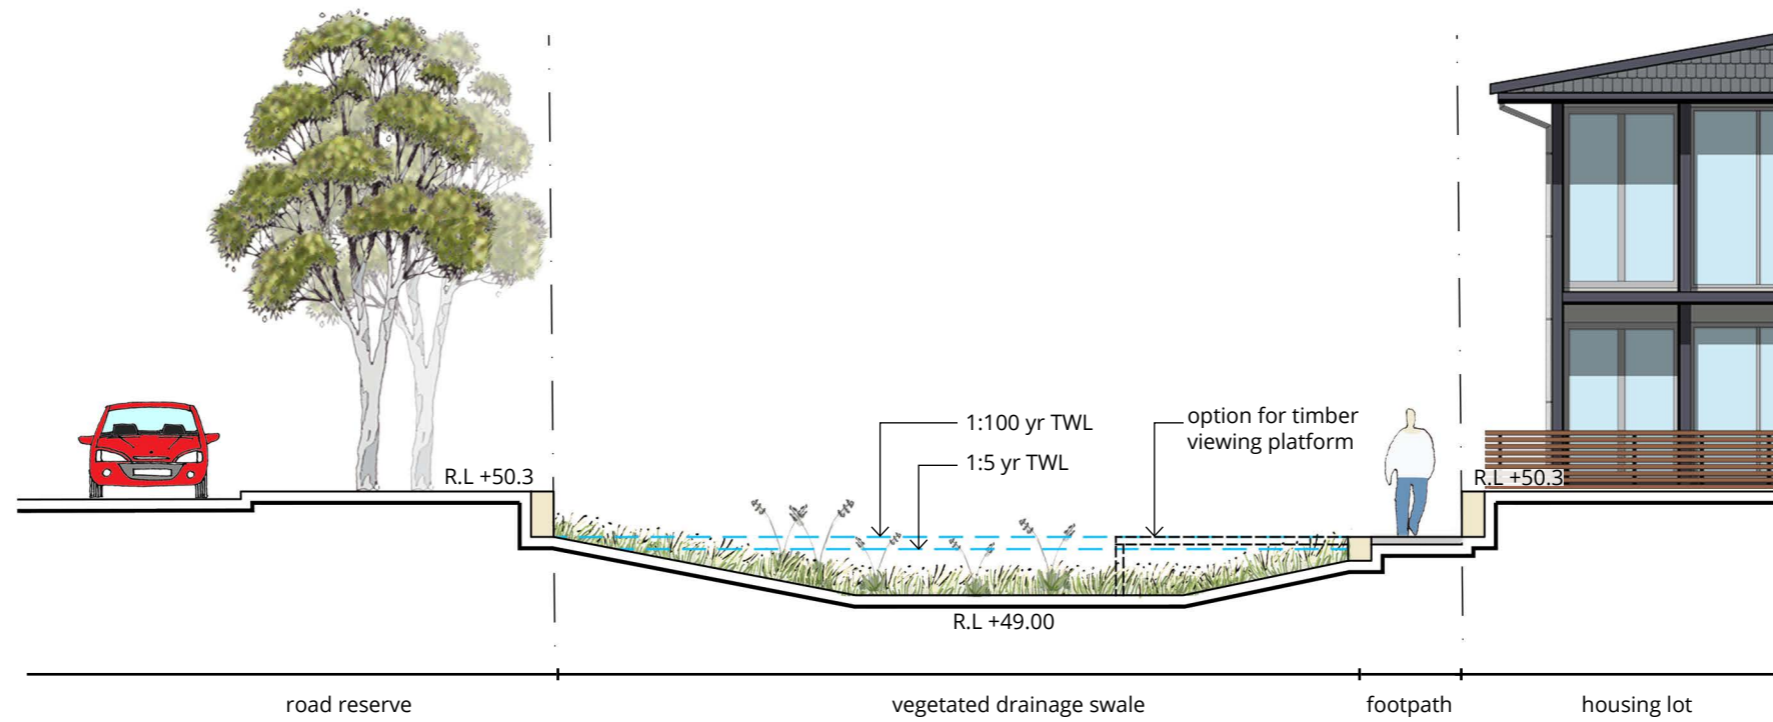 1:100 yr TWL
1:5 yr TWL
option for timber
viewing platform
R.L +50.3
R.L +50.3
R.L +49.00
road reserve
vegetated drainage swale
footpath
housing lot